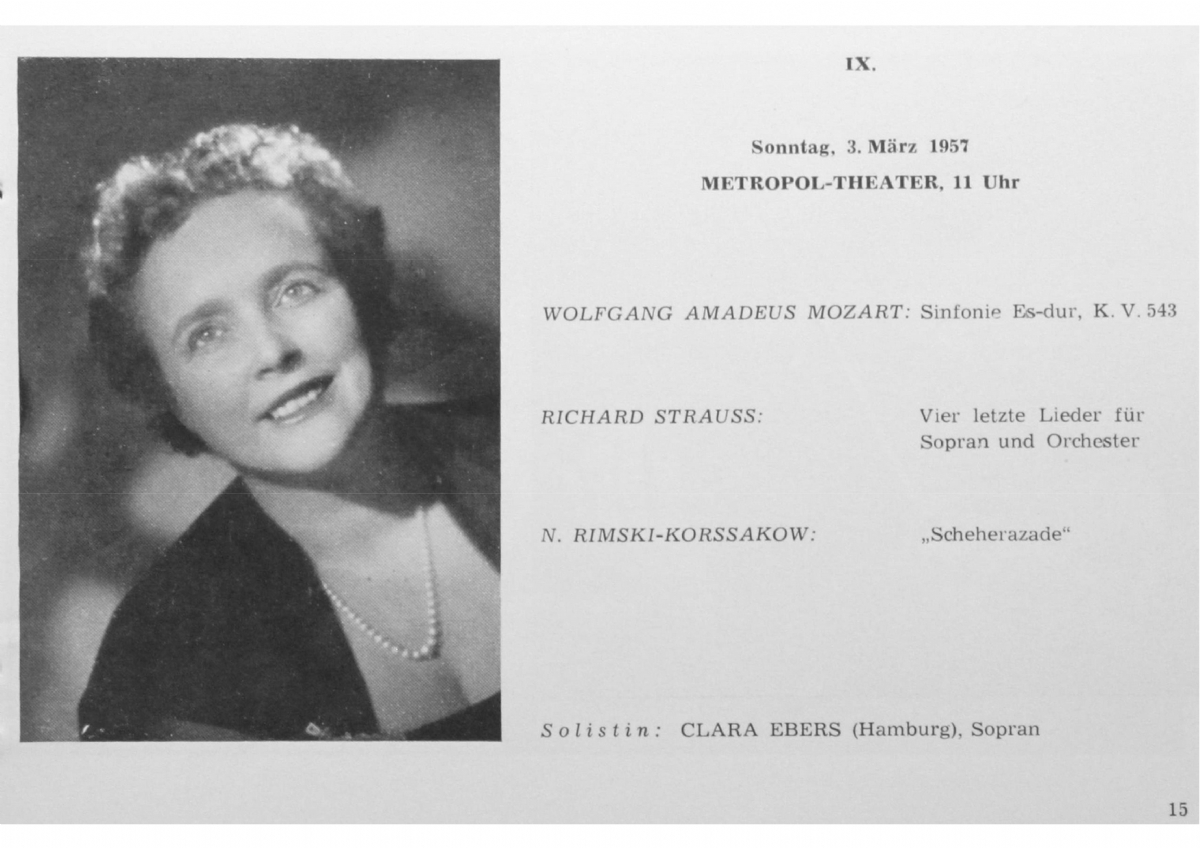 IX.
Sonntag, 3. März 1957
METROPOL-THEATER, 11 Uhr
WOLFGANG AMADEUS MOZART: Sinfonie Es-dur, K. V. 543
RICHARD STRAUSS: Vier letzte Lieder für
Sopran und Orchester
N. RIMSKI-KORSSAKOW: „Scheherazade“
Solistin: CLARA EBERS (Hamburg), Sopran
15